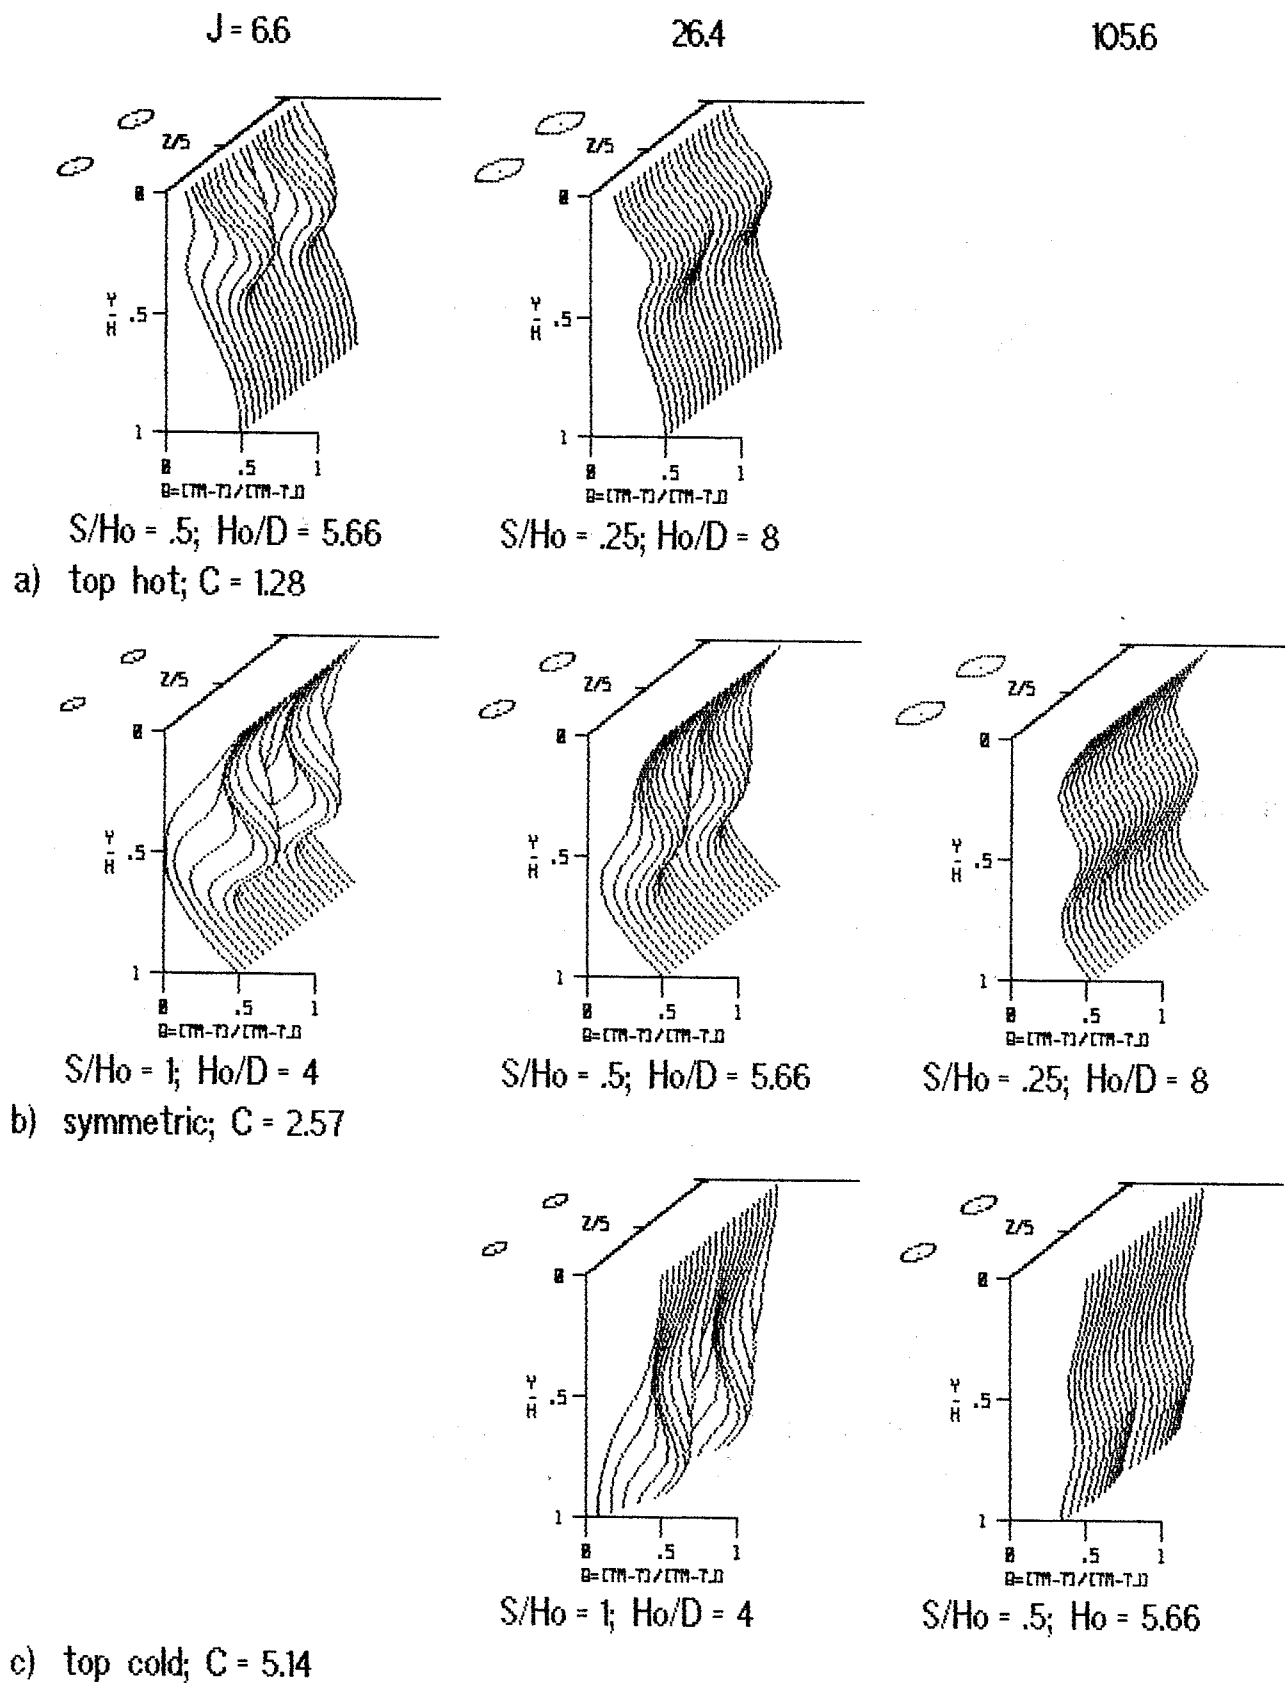 J = 6.6 26.4 105.6
Z/S Z/S
0 0
Y/H .5 Y/H .5
1 1
0 .5 1 0 .5 1
θ=[TM-T]/[TM-TJ] θ=[TM-T]/[TM-TJ]
S/Ho = .5; Ho/D = 5.66 S/Ho = .25; Ho/D = 8
a) top hot; C = 1.28
Z/S Z/S Z/S
0 0 0
Y/H .5 Y/H .5 Y/H .5
1 1 1
0 .5 1 0 .5 1 0 .5 1
θ=[TM-T]/[TM-TJ] θ=[TM-T]/[TM-TJ] θ=[TM-T]/[TM-TJ]
S/Ho = 1; Ho/D = 4 S/Ho = .5; Ho/D = 5.66 S/Ho = .25; Ho/D = 8
b) symmetric; C = 2.57
Z/S Z/S
0 0
Y/H .5 Y/H .5
1 1
0 .5 1 0 .5 1
θ=[TM-T]/[TM-TJ] θ=[TM-T]/[TM-TJ]
S/Ho = 1; Ho/D = 4 S/Ho = .5; Ho = 5.66
c) top cold; C = 5.14